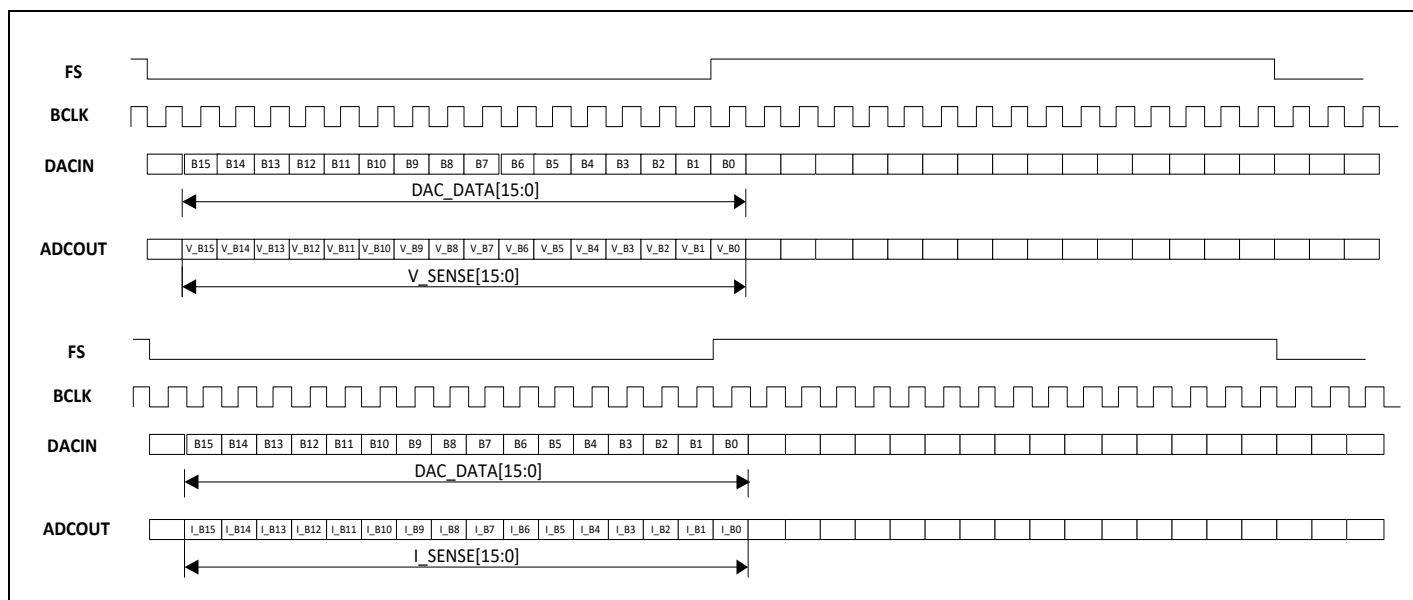 FS
BCLK
DACIN B15 B14 B13 B12 B11 B10 B9 B8 B7 B6 B5 B4 B3 B2 B1 B0
DAC_DATA[15:0]
ADCOUT V_B15 V_B14 V_B13 V_B12 V_B11 V_B10 V_B9 V_B8 V_B7 V_B6 V_B5 V_B4 V_B3 V_B2 V_B1 V_B0
V_SENSE[15:0]
FS
BCLK
DACIN B15 B14 B13 B12 B11 B10 B9 B8 B7 B6 B5 B4 B3 B2 B1 B0
DAC_DATA[15:0]
ADCOUT I_B15 I_B14 I_B13 I_B12 I_B11 I_B10 I_B9 I_B8 I_B7 I_B6 I_B5 I_B4 I_B3 I_B2 I_B1 I_B0
I_SENSE[15:0]